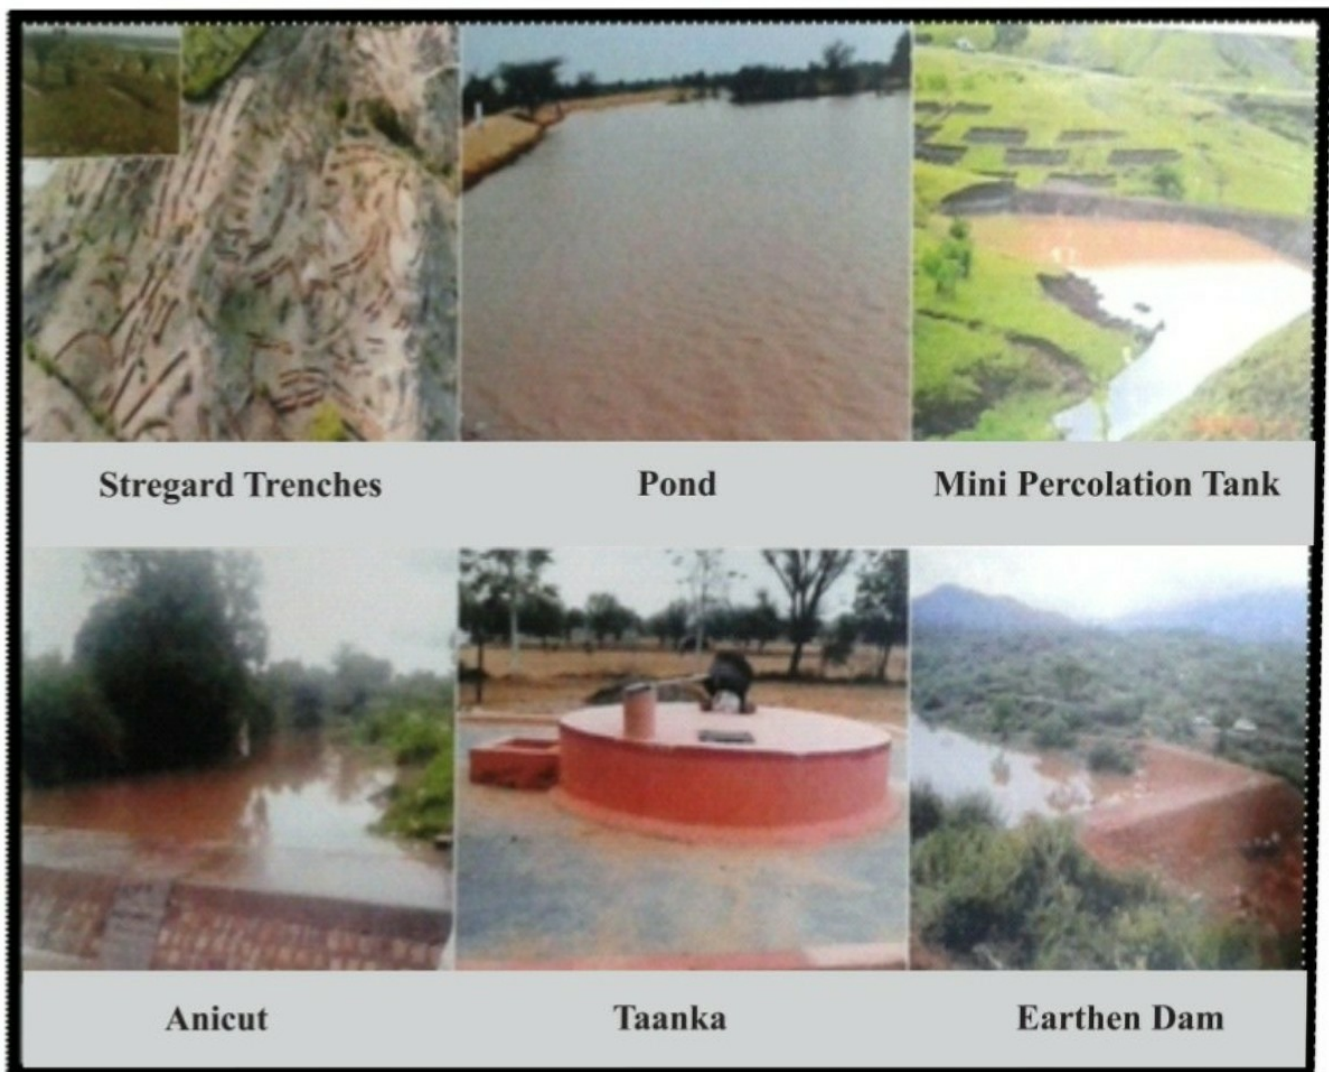 Stregard Trenches
Pond
Mini Percolation Tank
Anicut
Taanka
Earthen Dam